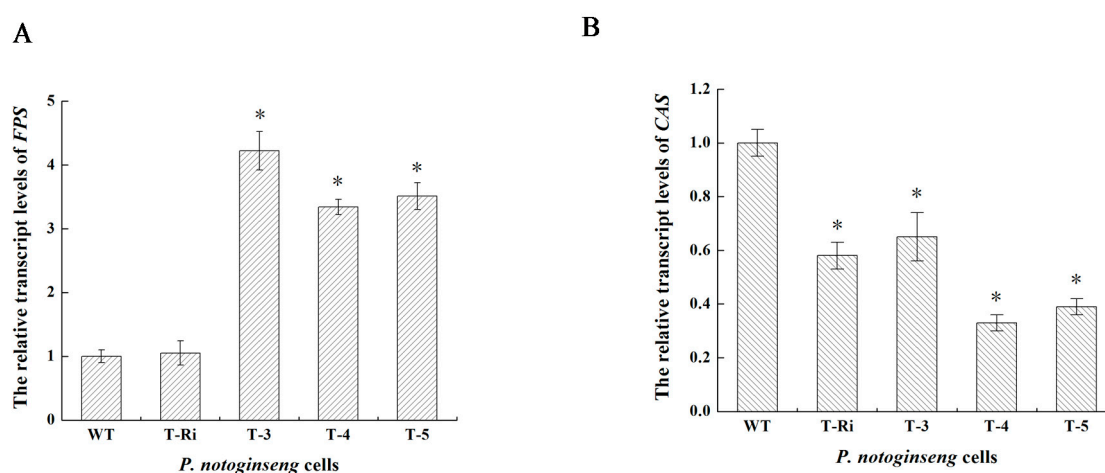 A
The relative transcript levels of FPS
5
4
3
2
1
0
*
*
*
WT T-Ri T-3 T-4 T-5
P. notoginseng cells
B
The relative transcript levels of CAS
1.2
1.0
0.8
0.6
0.4
0.2
0.0
*
*
*
*
WT T-Ri T-3 T-4 T-5
P. notoginseng cells